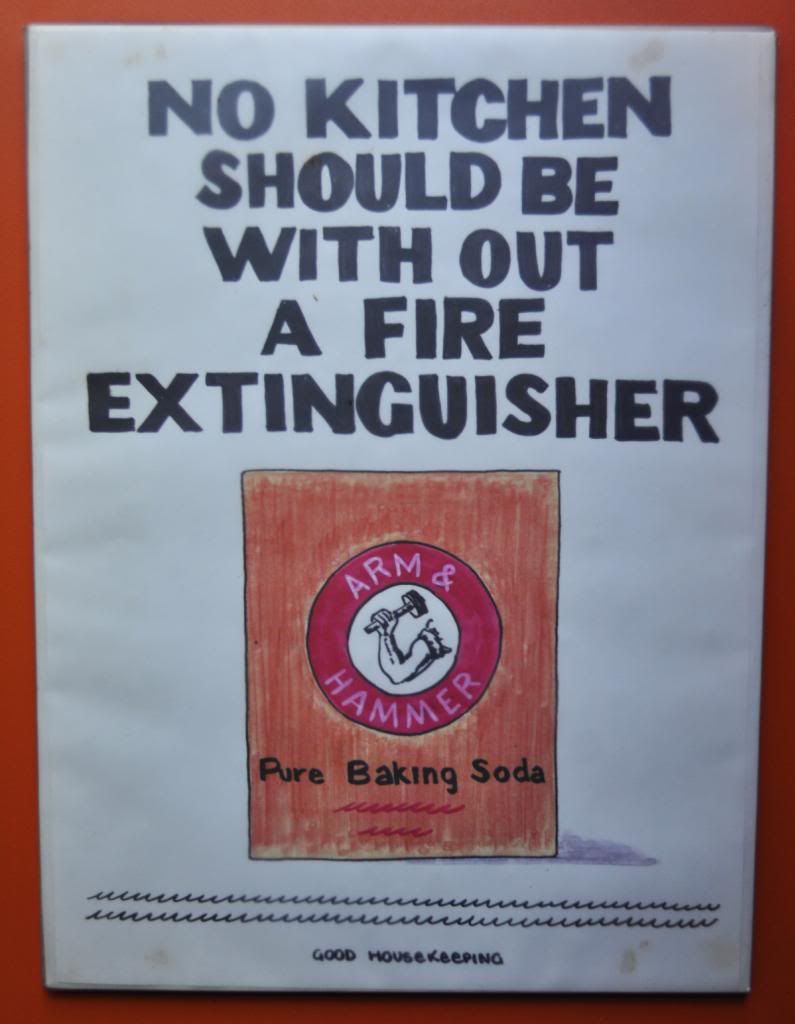 NO KITCHEN
SHOULD BE
WITH OUT
A FIRE
EXTINGUISHER
ARM &
HAMMER
Pure Baking Soda
GOOD HOUSEKEEPING